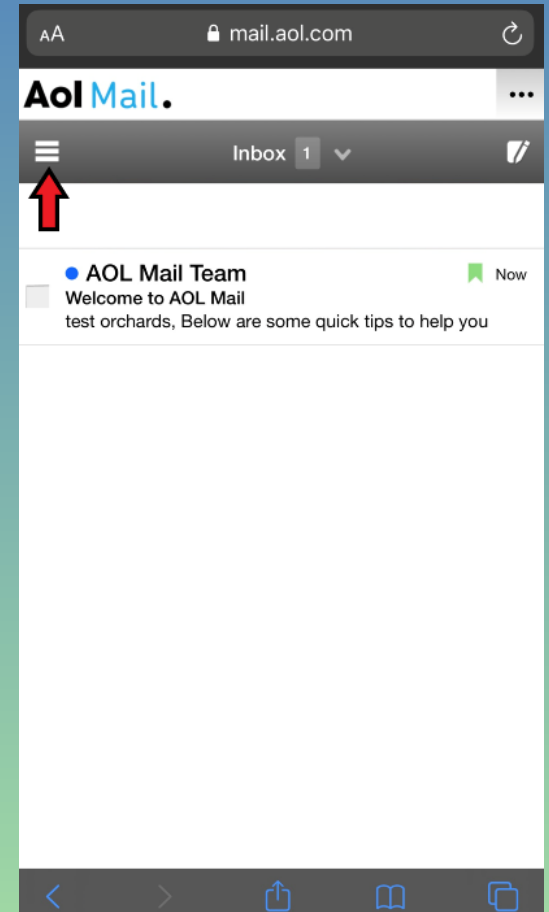 AA mail.aol.com
Aol Mail.
Inbox 1
AOL Mail Team Now
Welcome to AOL Mail
test orchards, Below are some quick tips to help you